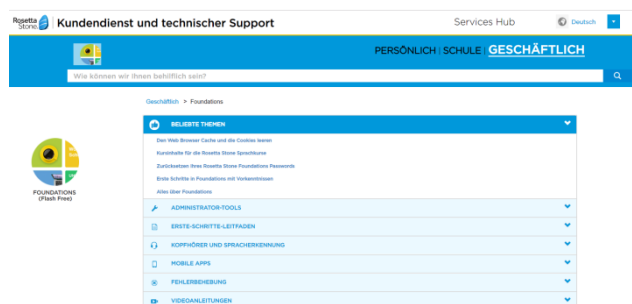 Rosetta Stone Kundendienst und technischer Support
Services Hub
Deutsch
PERSÖNLICH | SCHULE | GESCHÄFTLICH
Wie können wir Ihnen behilflich sein?
Geschäftlich > Foundations
BELIEBTE THEMEN
Den Web Browser Cache und die Cookies leeren
Kursinhalte für die Rosetta Stone Sprachkurse
Zurücksetzen Ihres Rosetta Stone Foundations Passwords
Erste Schritte in Foundations mit Vorkenntnissen
Alles über Foundations
FOUNDATIONS
(Flash Free)
ADMINISTRATOR-TOOLS
ERSTE-SCHRITTE-LEITFADEN
KOPFHÖRER UND SPRACHERKENNUNG
MOBILE APPS
FEHLERBEHEBUNG
VIDEOANLEITUNGEN